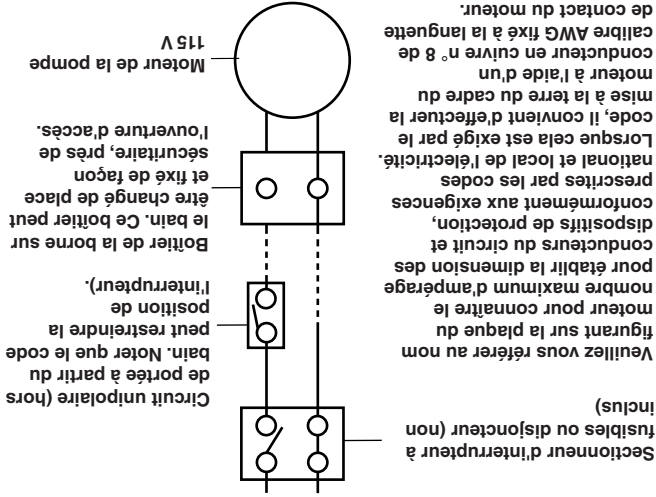 Sectionneur d'interrupteur à
fusibles ou disjoncteur (non
inclus)
Veuillez vous référer au nom
figurant sur la plaque du
moteur pour connaître le
nombre maximum d'ampérage
pour établir la dimension des
conducteurs du circuit et
dispositifs de protection,
conformément aux exigences
prescrites par les codes
national et local de l'électricité.
Lorsque cela est exigé par le
code, il convient d'effectuer la
mise à la terre du cadre du
moteur à l'aide d'un
conducteur en cuivre n° 8 de
calibre AWG fixé à la languette
de contact du moteur.
Circuit unipolaire (hors
de portée à partir du
bain. Noter que le code
peut restreindre la
position de
l'interrupteur).
Boîtier de la borne sur
le bain. Ce boîtier peut
être changé de place
et fixé de façon
sécuritaire, près de
l'ouverture d'accès.
Moteur de la pompe
115 V